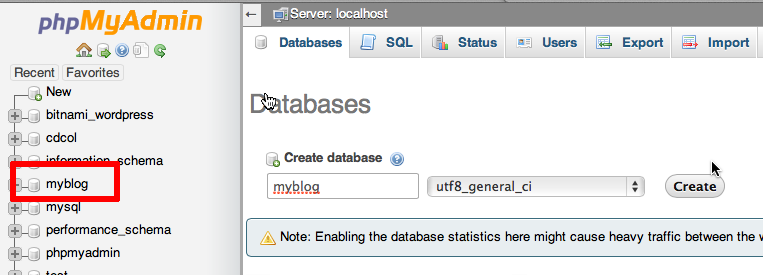 phpMyAdmin
Recent Favorites
New
bitnami_wordpress
cdcol
information_schema
myblog
mysql
performance_schema
phpmyadmin
test
Server: localhost
Databases SQL Status Users Export Import
Databases
Create database
myblog utf8_general_ci Create
Note: Enabling the database statistics here might cause heavy traffic between the